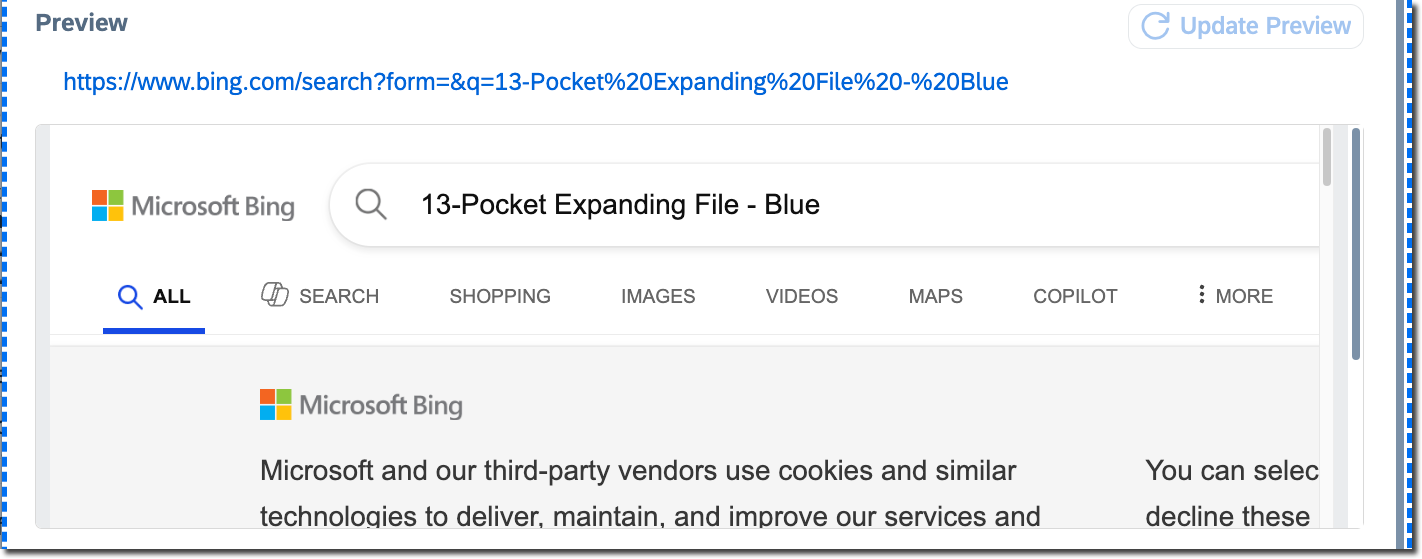 Preview
Update Preview
https://www.bing.com/search?form=&q=13-Pocket%20Expanding%20File%20-%20Blue
Microsoft Bing
13-Pocket Expanding File - Blue
ALL
SEARCH
SHOPPING
IMAGES
VIDEOS
MAPS
COPILOT
MORE
Microsoft Bing
Microsoft and our third-party vendors use cookies and similar
technologies to deliver, maintain, and improve our services and
You can selec
decline these